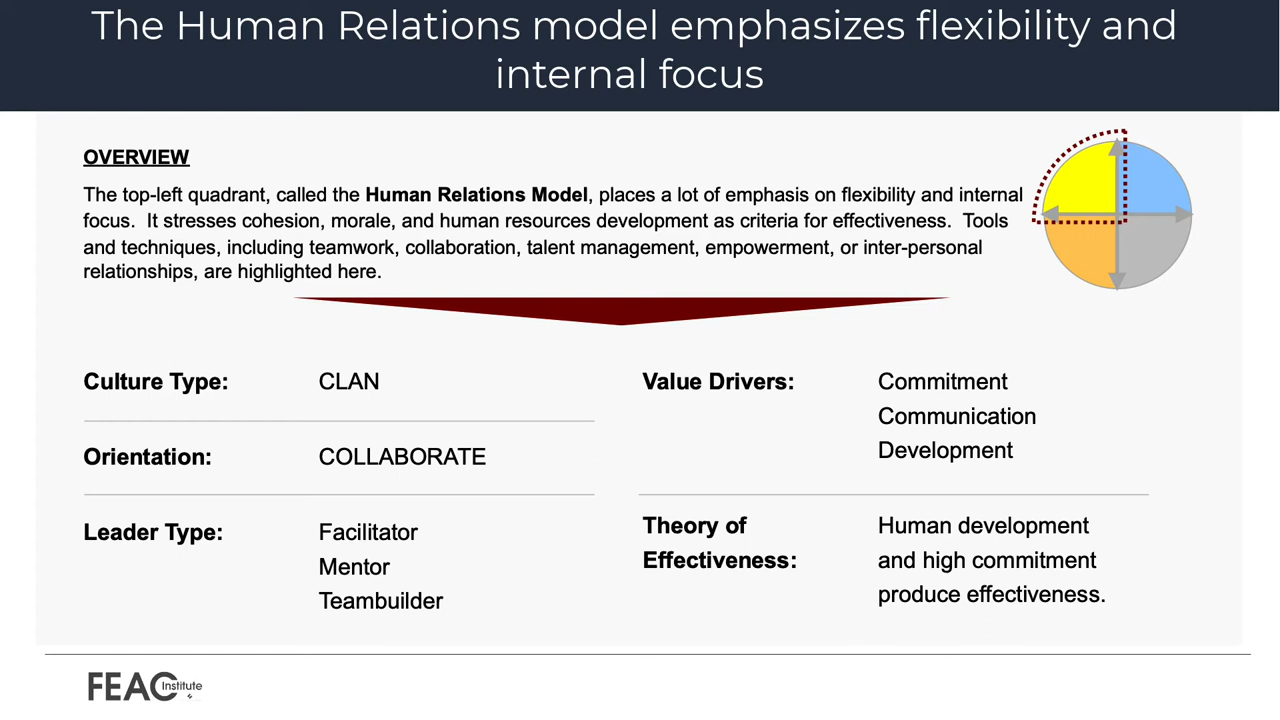 The Human Relations model emphasizes flexibility and
internal focus
OVERVIEW
The top-left quadrant, called the Human Relations Model, places a lot of emphasis on flexibility and internal
focus.  It stresses cohesion, morale, and human resources development as criteria for effectiveness.  Tools
and techniques, including teamwork, collaboration, talent management, empowerment, or inter-personal
relationships, are highlighted here.
Culture Type: CLAN
Orientation: COLLABORATE
Leader Type: Facilitator
Mentor
Teambuilder
Value Drivers: Commitment
Communication
Development
Theory of Human development
Effectiveness: and high commitment
produce effectiveness.
FEAC Institute